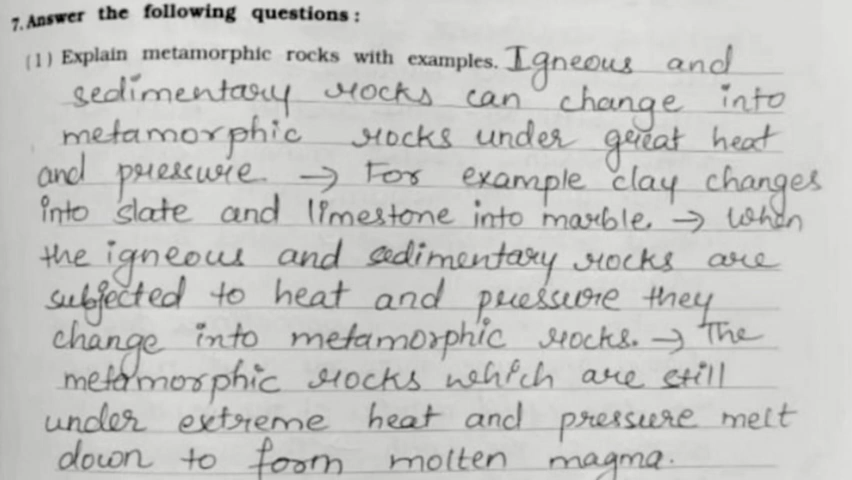 7. Answer the following questions :
(1) Explain metamorphic rocks with examples. Igneous and
sedimentary rocks can change into
metamorphic rocks under great heat
and pressure. → For example clay changes
into slate and limestone into marble. → When
the igneous and sedimentary rocks are
subjected to heat and pressure they
change into metamorphic rocks. → The
metamorphic rocks which are still
under extreme heat and pressure melt
down to form molten magma.